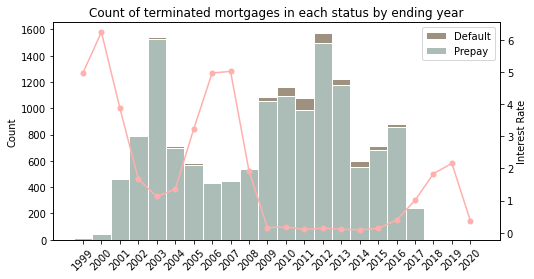 Count of terminated mortgages in each status by ending year
Default
Prepay
Count
1600
1400
1200
1000
800
600
400
200
0
6
5
4
3
2
1
0
Interest Rate
1999 2000 2001 2002 2003 2004 2005 2006 2007 2008 2009 2010 2011 2012 2013 2014 2015 2016 2017 2018 2019 2020